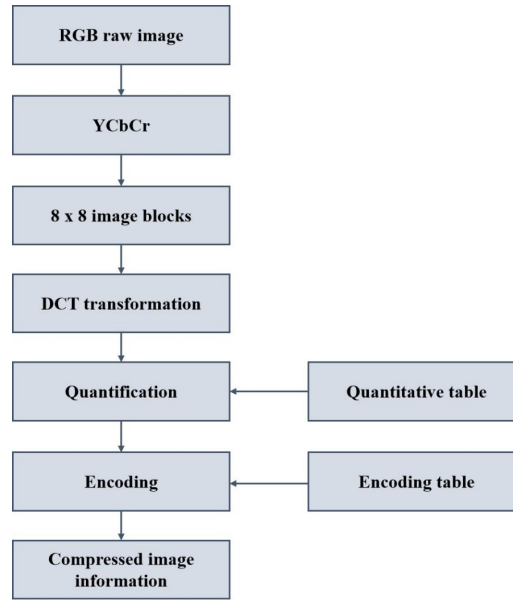 RGB raw image
YCbCr
8 x 8 image blocks
DCT transformation
Quantification
Quantitative table
Encoding
Encoding table
Compressed image
information